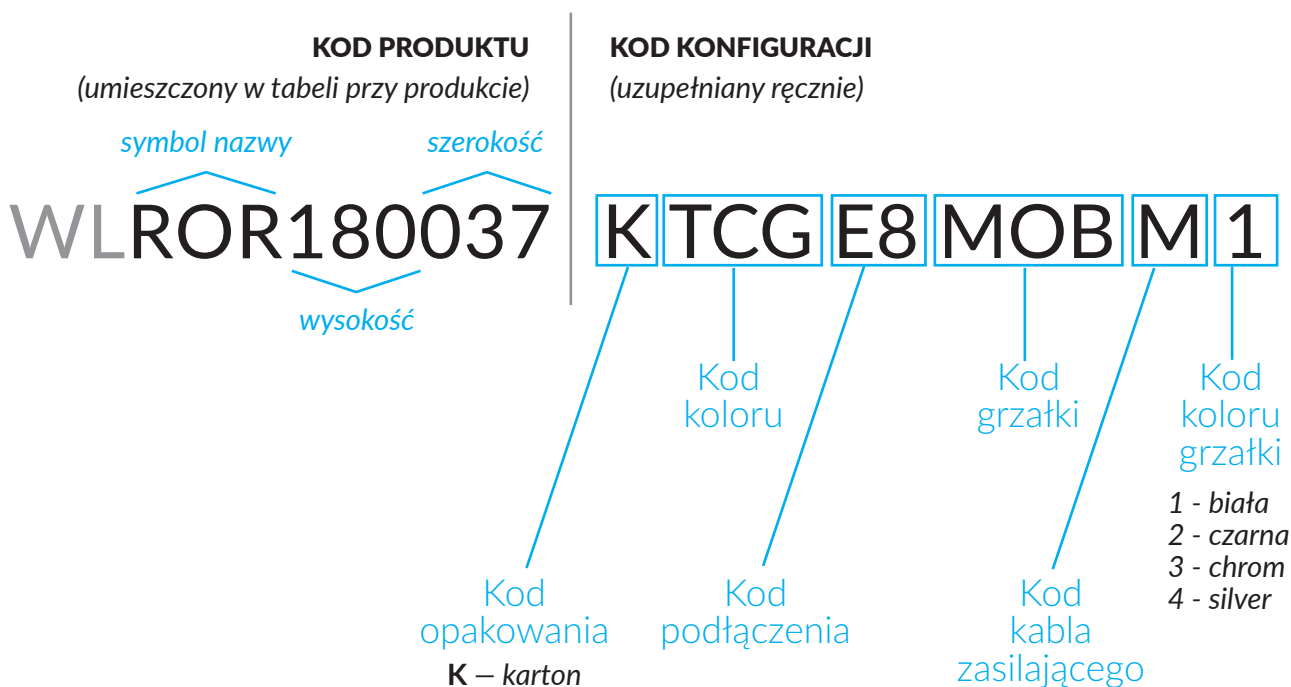 KOD PRODUKTU
(umieszczony w tabeli przy produkcie)
KOD KONFIGURACJI
(uzupełniany ręcznie)
symbol nazwy
szerokość
WLROR180037
K TCG E8 MOB M 1
wysokość
Kod
koloru
Kod
grzałki
Kod
koloru
grzałki
1 - biała
2 - czarna
3 - chrom
4 - silver
Kod
opakowania
K – karton
Kod
podłączenia
Kod
kabla
zasilającego